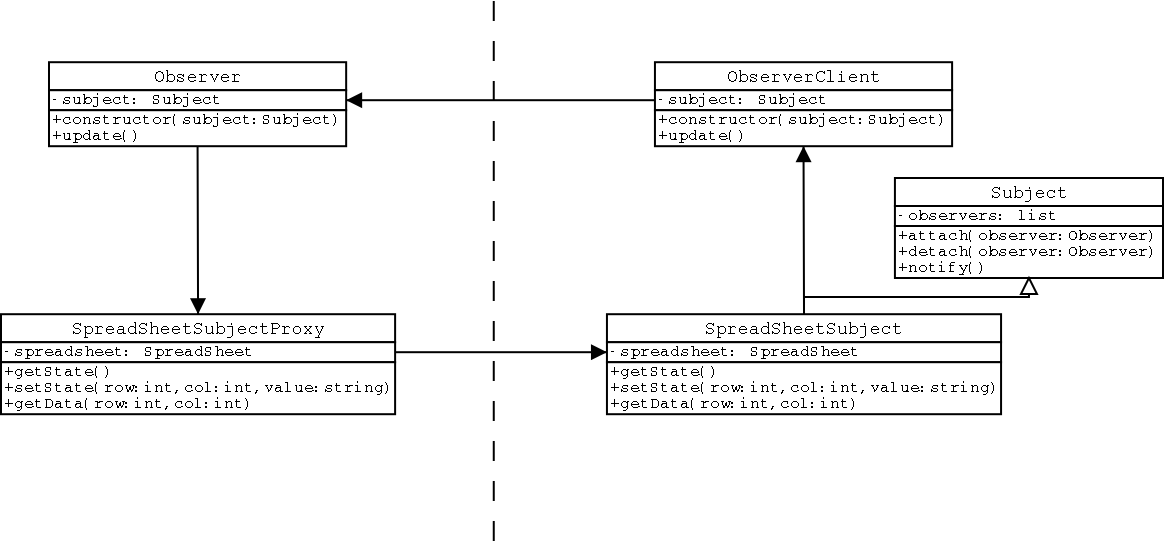 Observer
- subject: Subject
+constructor(subject:Subject)
+update()
ObserverClient
- subject: Subject
+constructor(subject:Subject)
+update()
Subject
- observers: list
+attach(observer:Observer)
+detach(observer:Observer)
+notify()
SpreadSheetSubjectProxy
- spreadsheet: SpreadSheet
+getState()
+setState(row:int,col:int,value:string)
+getData(row:int,col:int)
SpreadSheetSubject
- spreadsheet: SpreadSheet
+getState()
+setState(row:int,col:int,value:string)
+getData(row:int,col:int)